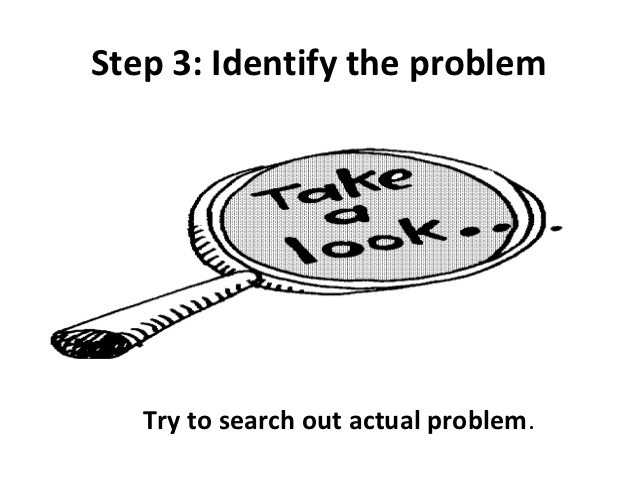 Step 3: Identify the problem
Take
a
look...
Try to search out actual problem.